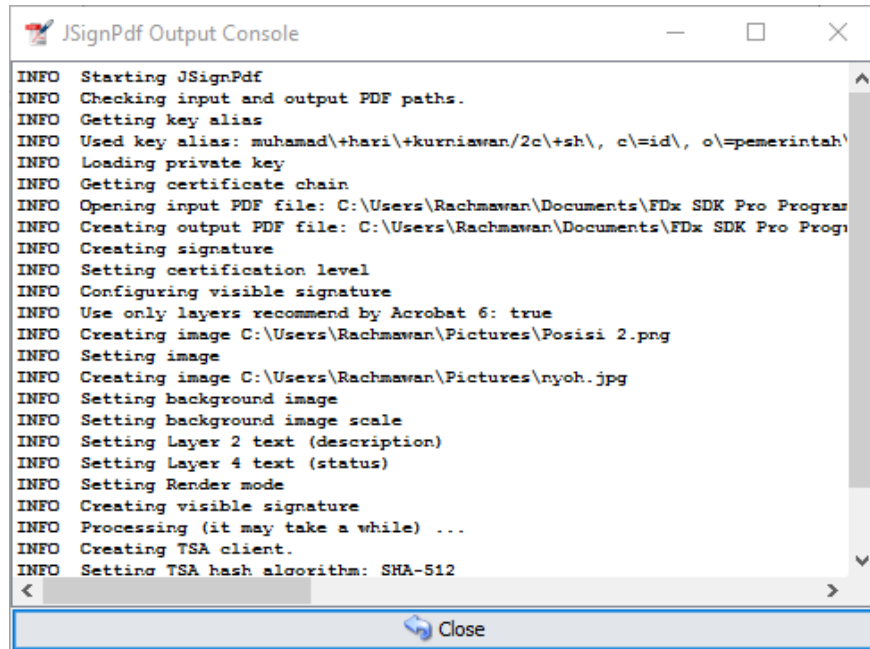 JSignPdf Output Console
INFO Starting JSignPdf
INFO Checking input and output PDF paths.
INFO Getting key alias
INFO Used key alias: muhamad\+hari\+kurniawan/2c\+sh\, c\=id\, o\=pemerintah\
INFO Loading private key
INFO Getting certificate chain
INFO Opening input PDF file: C:\Users\Rachmawan\Documents\FDx SDK Pro Program
INFO Creating output PDF file: C:\Users\Rachmawan\Documents\FDx SDK Pro Progr
INFO Creating signature
INFO Setting certification level
INFO Configuring visible signature
INFO Use only layers recommend by Acrobat 6: true
INFO Creating image C:\Users\Rachmawan\Pictures\Posisi 2.png
INFO Setting image
INFO Creating image C:\Users\Rachmawan\Pictures\nyoh.jpg
INFO Setting background image
INFO Setting background image scale
INFO Setting Layer 2 text (description)
INFO Setting Layer 4 text (status)
INFO Setting Render mode
INFO Creating visible signature
INFO Processing (it may take a while) ...
INFO Creating TSA client.
INFO Setting TSA hash algorithm: SHA-512
Close